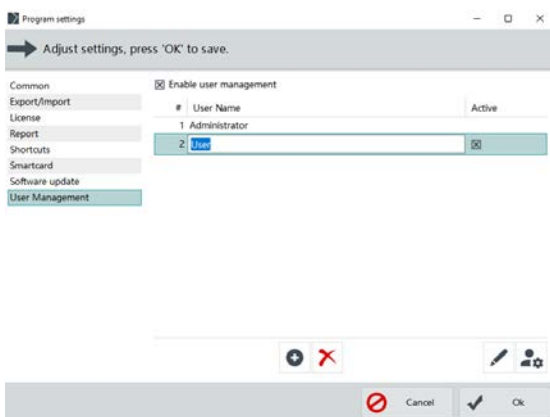 Program settings
Adjust settings, press 'OK' to save.
Common
Export/Import
License
Report
Shortcuts
Smartcard
Software update
User Management
Enable user management
# User Name Active
1 Administrator
2 User
Cancel Ok